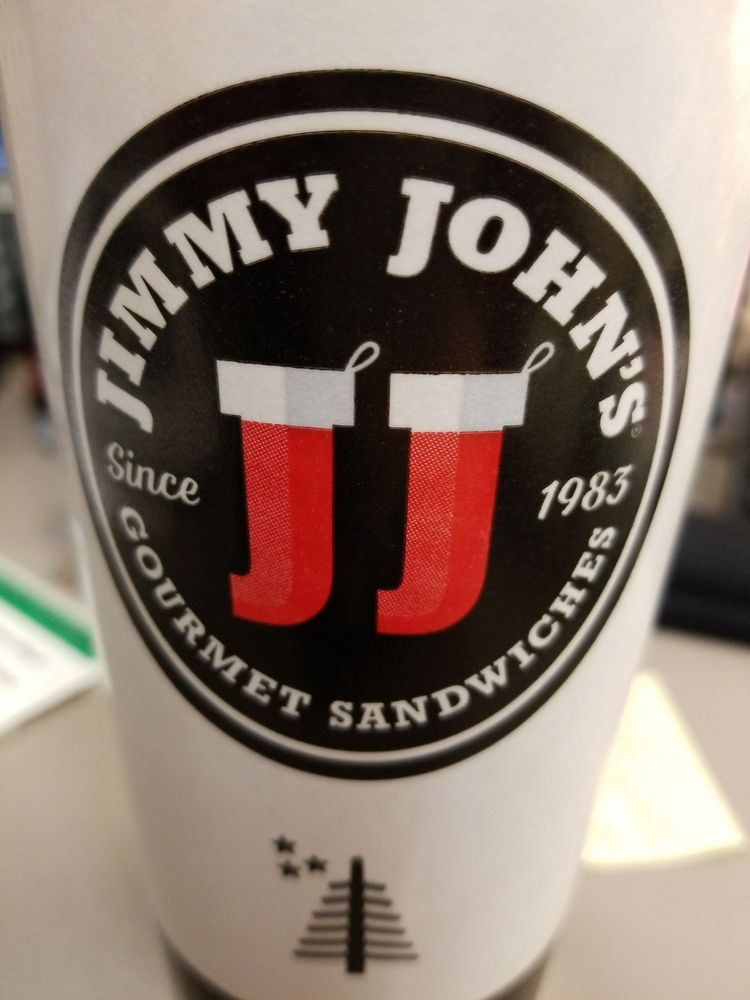 JIMMY JOHN'S
JJ
Since 1983
GOURMET SANDWICHES